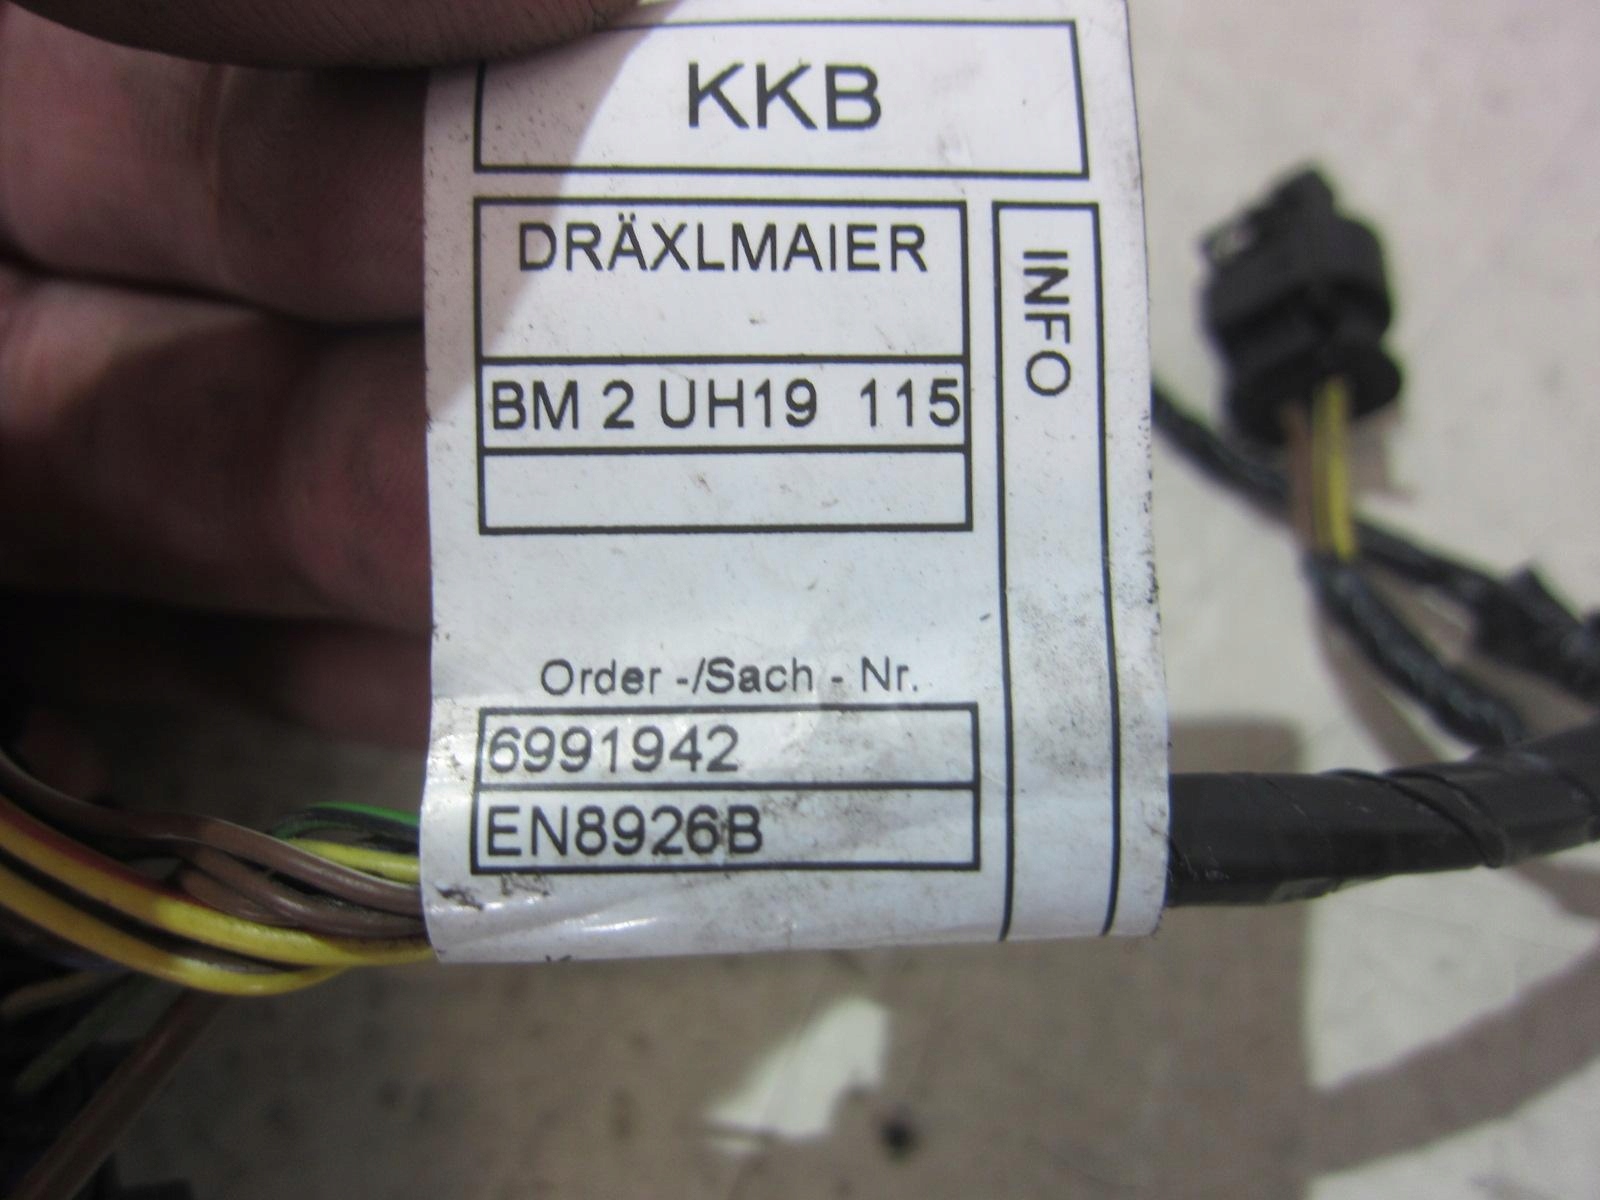 KKB
DRÄXLMAIER
BM 2 UH19 115
INFO
Order -/Sach - Nr.
6991942
EN8926B